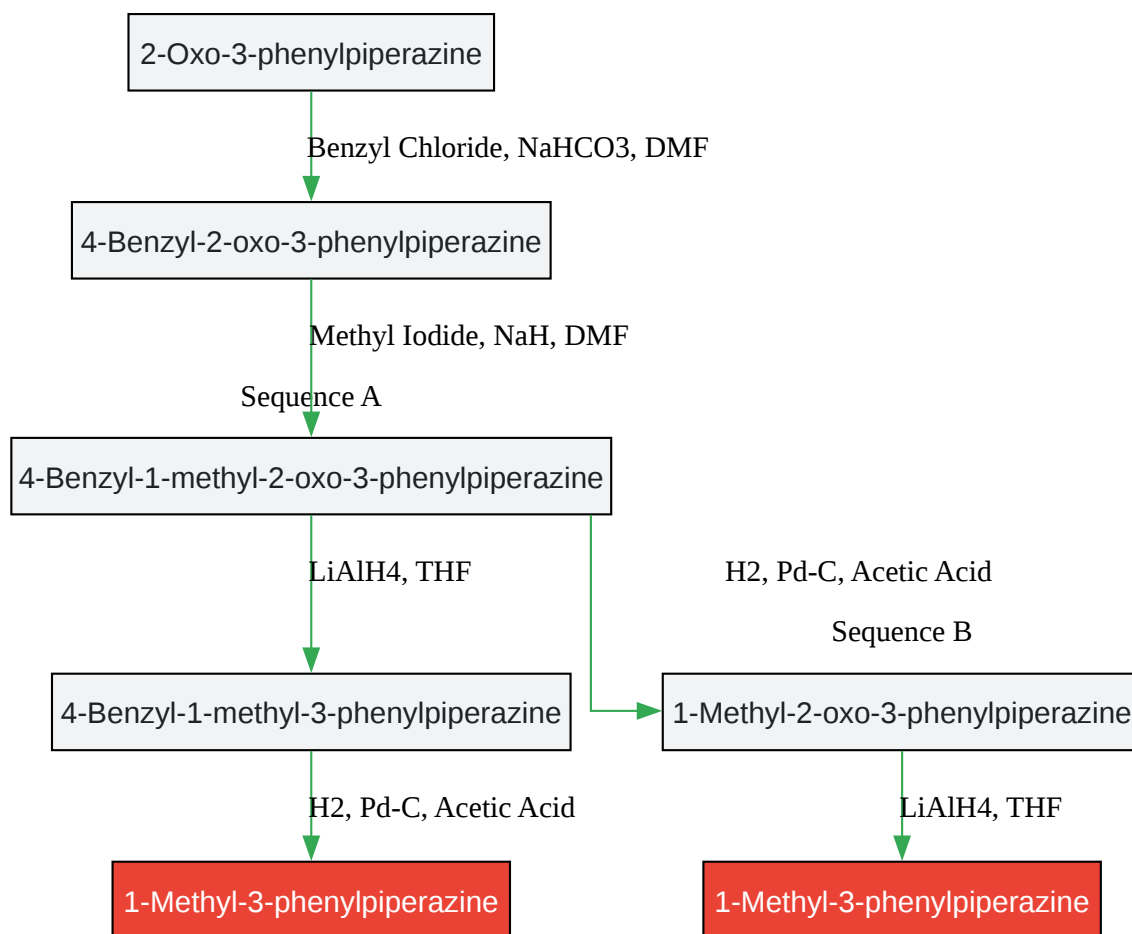 2-Oxo-3-phenylpiperazine
Benzyl Chloride, NaHCO3, DMF
4-Benzyl-2-oxo-3-phenylpiperazine
Methyl Iodide, NaH, DMF
Sequence A
4-Benzyl-1-methyl-2-oxo-3-phenylpiperazine
LiAlH4, THF
H2, Pd-C, Acetic Acid
Sequence B
4-Benzyl-1-methyl-3-phenylpiperazine
1-Methyl-2-oxo-3-phenylpiperazine
H2, Pd-C, Acetic Acid
LiAlH4, THF
1-Methyl-3-phenylpiperazine
1-Methyl-3-phenylpiperazine